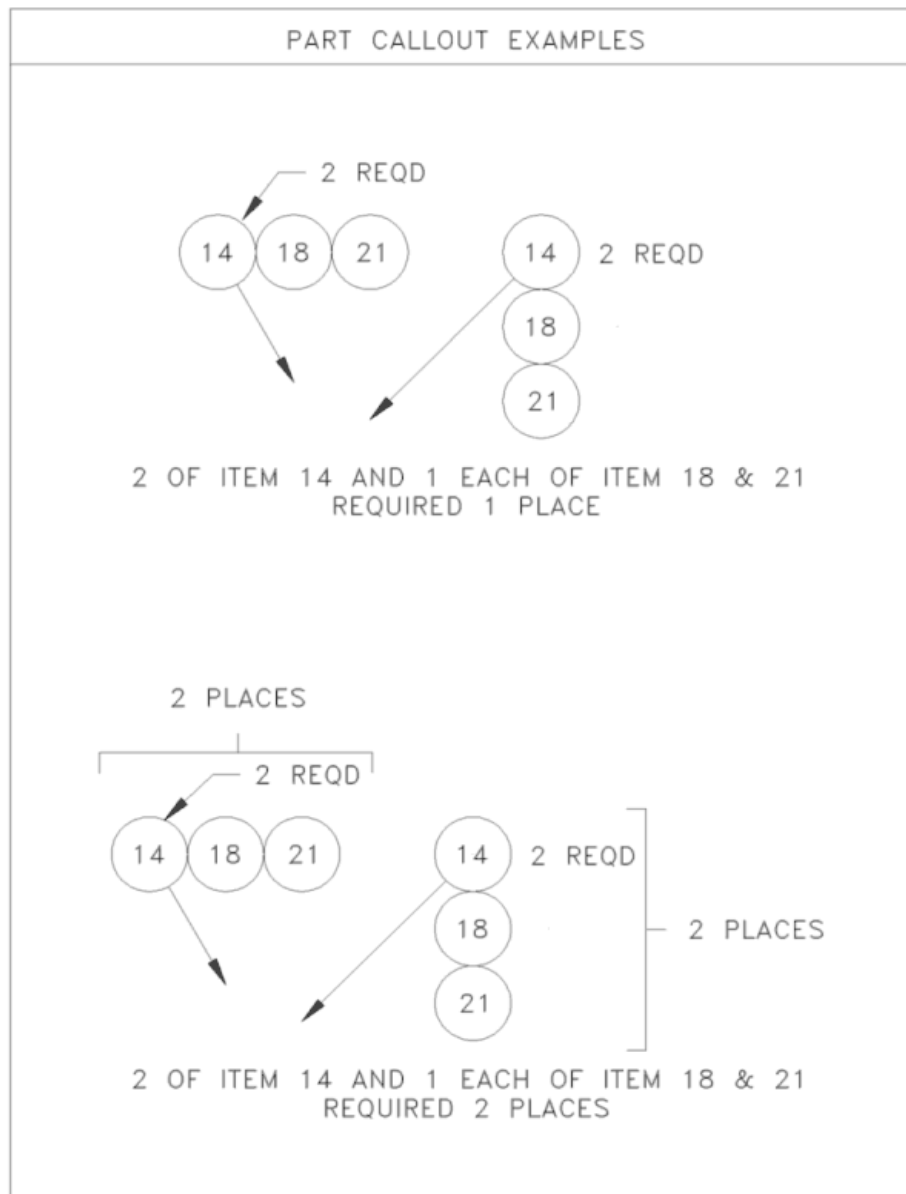 PART CALLOUT EXAMPLES
2 REQD
14 18 21
14 2 REQD
18
21
2 OF ITEM 14 AND 1 EACH OF ITEM 18 & 21
REQUIRED 1 PLACE
2 PLACES
2 REQD
14 18 21
14 2 REQD
18
21
2 PLACES
2 OF ITEM 14 AND 1 EACH OF ITEM 18 & 21
REQUIRED 2 PLACES